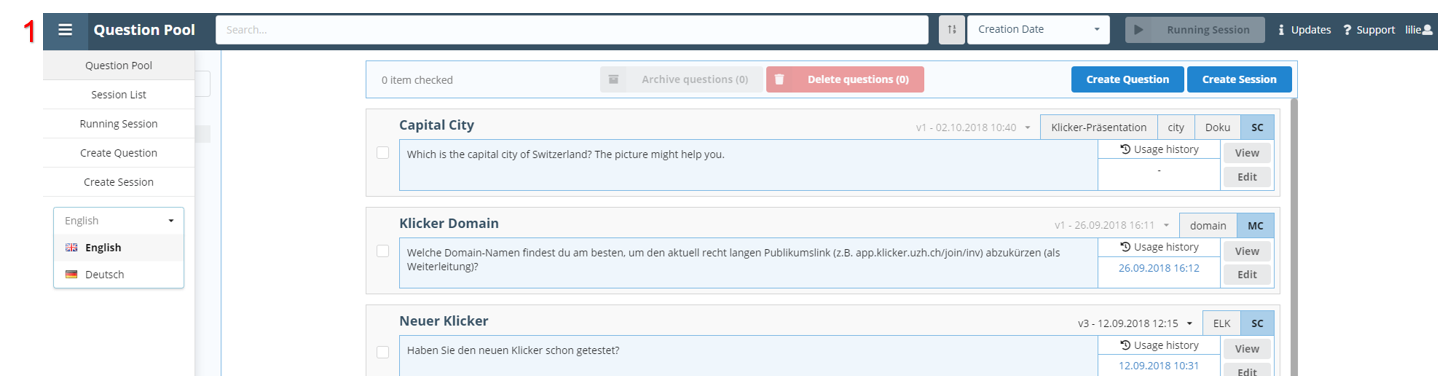 1
Question Pool
Search...
Creation Date
Running Session
Updates
Support
lilie
Question Pool
Session List
Running Session
Create Question
Create Session
English
English
Deutsch
0 item checked
Archive questions (0)
Delete questions (0)
Create Question
Create Session
Capital City
v1 - 02.10.2018 10:40
Klicker-Präsentation
city
Doku
SC
Which is the capital city of Switzerland? The picture might help you.
Usage history
-
View
Edit
Klicker Domain
v1 - 26.09.2018 16:11
domain
MC
Welche Domain-Namen findest du am besten, um den aktuell recht langen Publikumslink (z.B. app.klicker.uzh.ch/join/inv) abzukürzen (als
Weiterleitung)?
Usage history
26.09.2018 16:12
View
Edit
Neuer Klicker
v3 - 12.09.2018 12:15
ELK
SC
Haben Sie den neuen Klicker schon getestet?
Usage history
12.09.2018 10:31
View
Edit